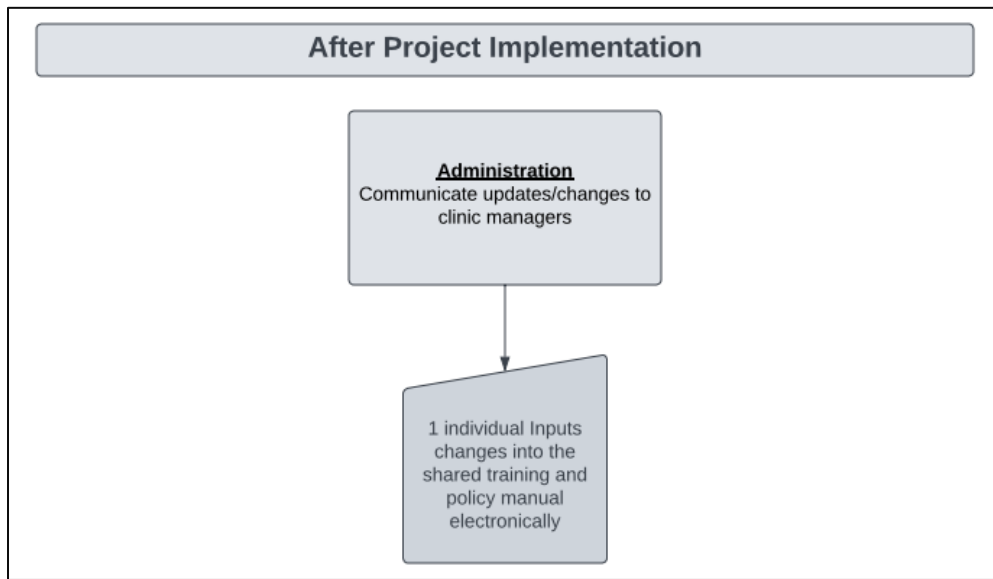 After Project Implementation
Administration
Communicate updates/changes to
clinic managers
1 individual Inputs
changes into the
shared training and
policy manual
electronically